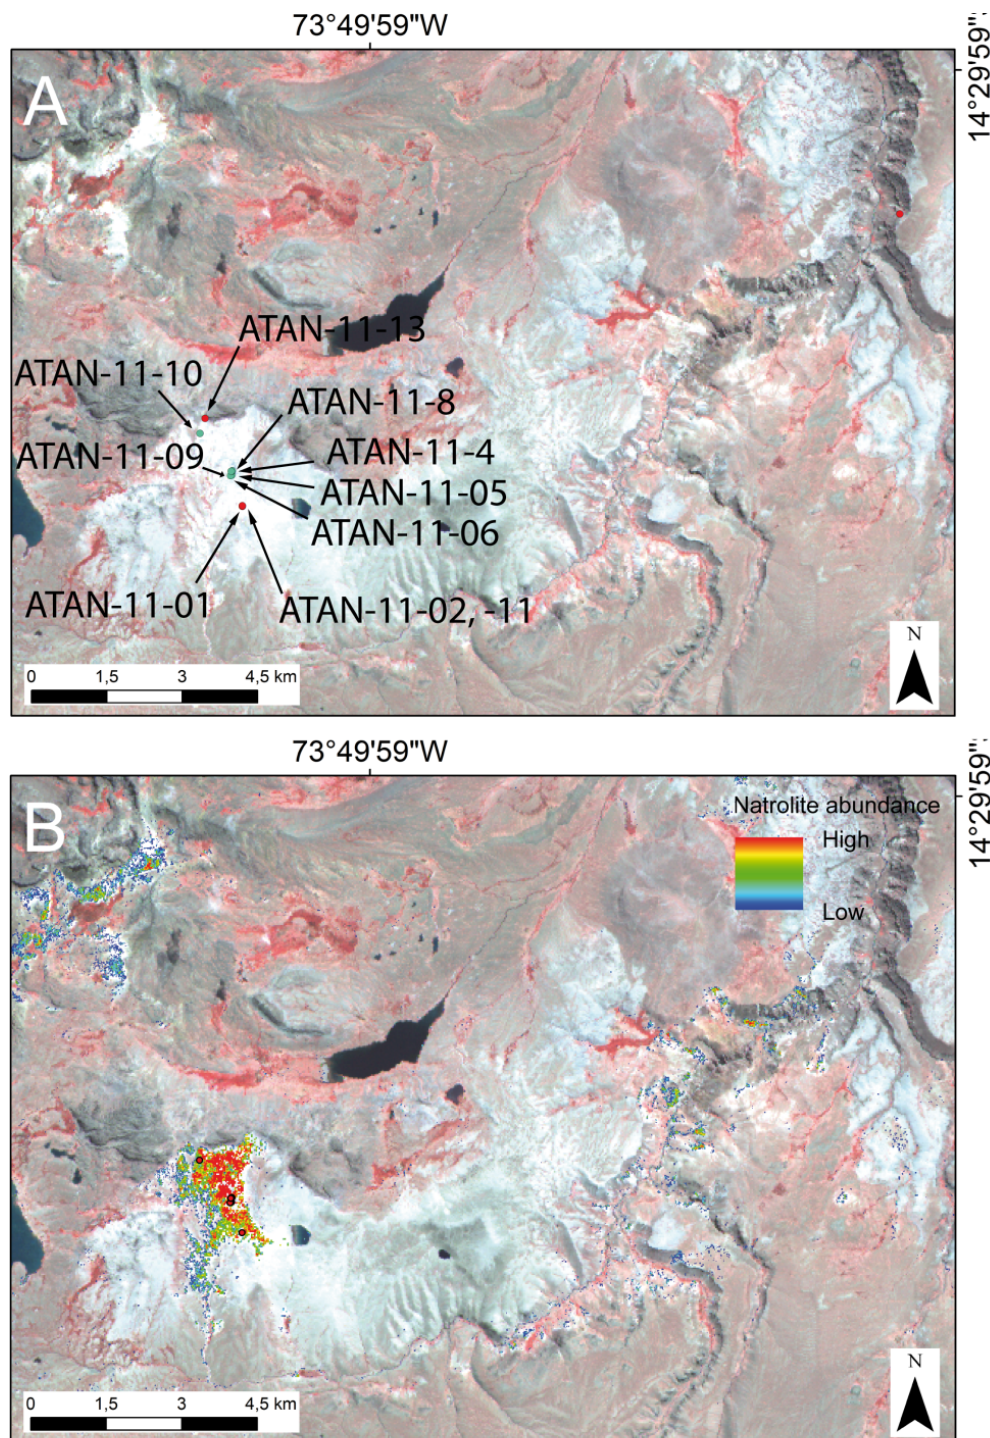 73°49'59"W
A
14°29'59"S
ATAN-11-13
ATAN-11-10
ATAN-11-8
ATAN-11-09
ATAN-11-4
ATAN-11-05
ATAN-11-06
ATAN-11-01
ATAN-11-02, -11
0 1,5 3 4,5 km
N
73°49'59"W
B
14°29'59"
Natrolite abundance
High
Low
0 1,5 3 4,5 km
N